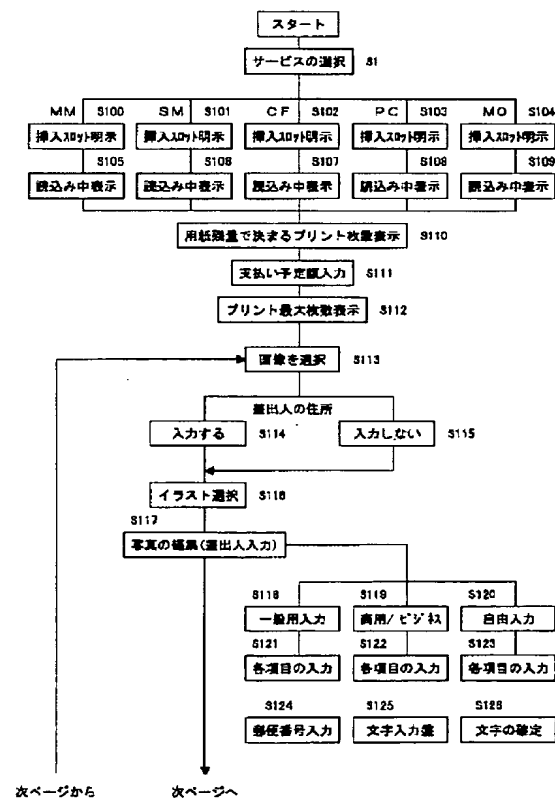 スタート
サービスの選択 S1
MM S100 SM S101 CF S102 PC S103 MO S104
挿入スロット明示 挿入スロット明示 挿入スロット明示 挿入スロット明示 挿入スロット明示
S105 S106 S107 S108 S109
読込み中表示 読込み中表示 読込み中表示 読込み中表示 読込み中表示
用紙残量で決まるプリント枚数表示 S110
支払い予定額入力 S111
プリント最大枚数表示 S112
画像を選択 S113
差出人の住所
入力する S114 入力しない S115
イラスト選択 S116
S117
写真の編集(差出人入力)
S118 S119 S120
一般用入力 商用/ビジネス 自由入力
S121 S122 S123
各項目の入力 各項目の入力 各項目の入力
S124 S125 S126
郵便番号入力 文字入力盤 文字の確定
次ページから 次ページへ